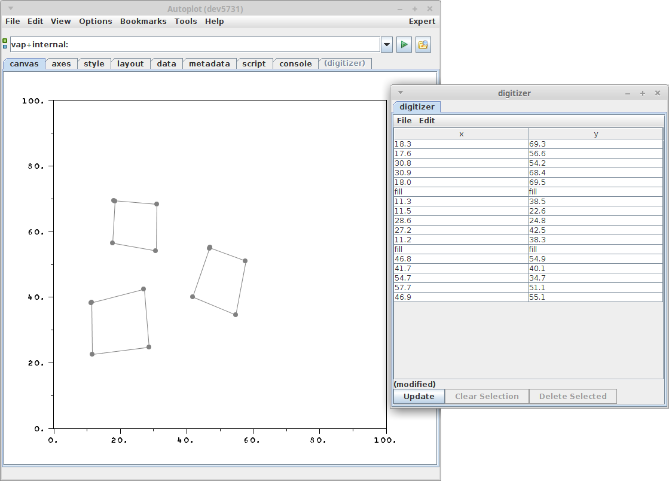 Autoplot (dev5731)
File Edit View Options Bookmarks Autoplot Tools Help Expert
vap+internal:
canvas axes style layout data metadata script console (digitizer)
100.
80.
60.
40.
20.
0.
0. 20. 40. 60. 80. 100.
digitizer
digitizer
File Edit
x y
18.3 69.3
17.6 56.6
30.8 54.2
30.9 68.4
18.0 69.5
fill fill
11.3 38.5
11.5 22.6
28.6 24.8
27.2 42.5
11.2 38.3
fill fill
46.8 54.9
41.7 40.1
54.7 34.7
57.7 51.1
46.9 55.1
(modified)
Update Clear Selection Delete Selected